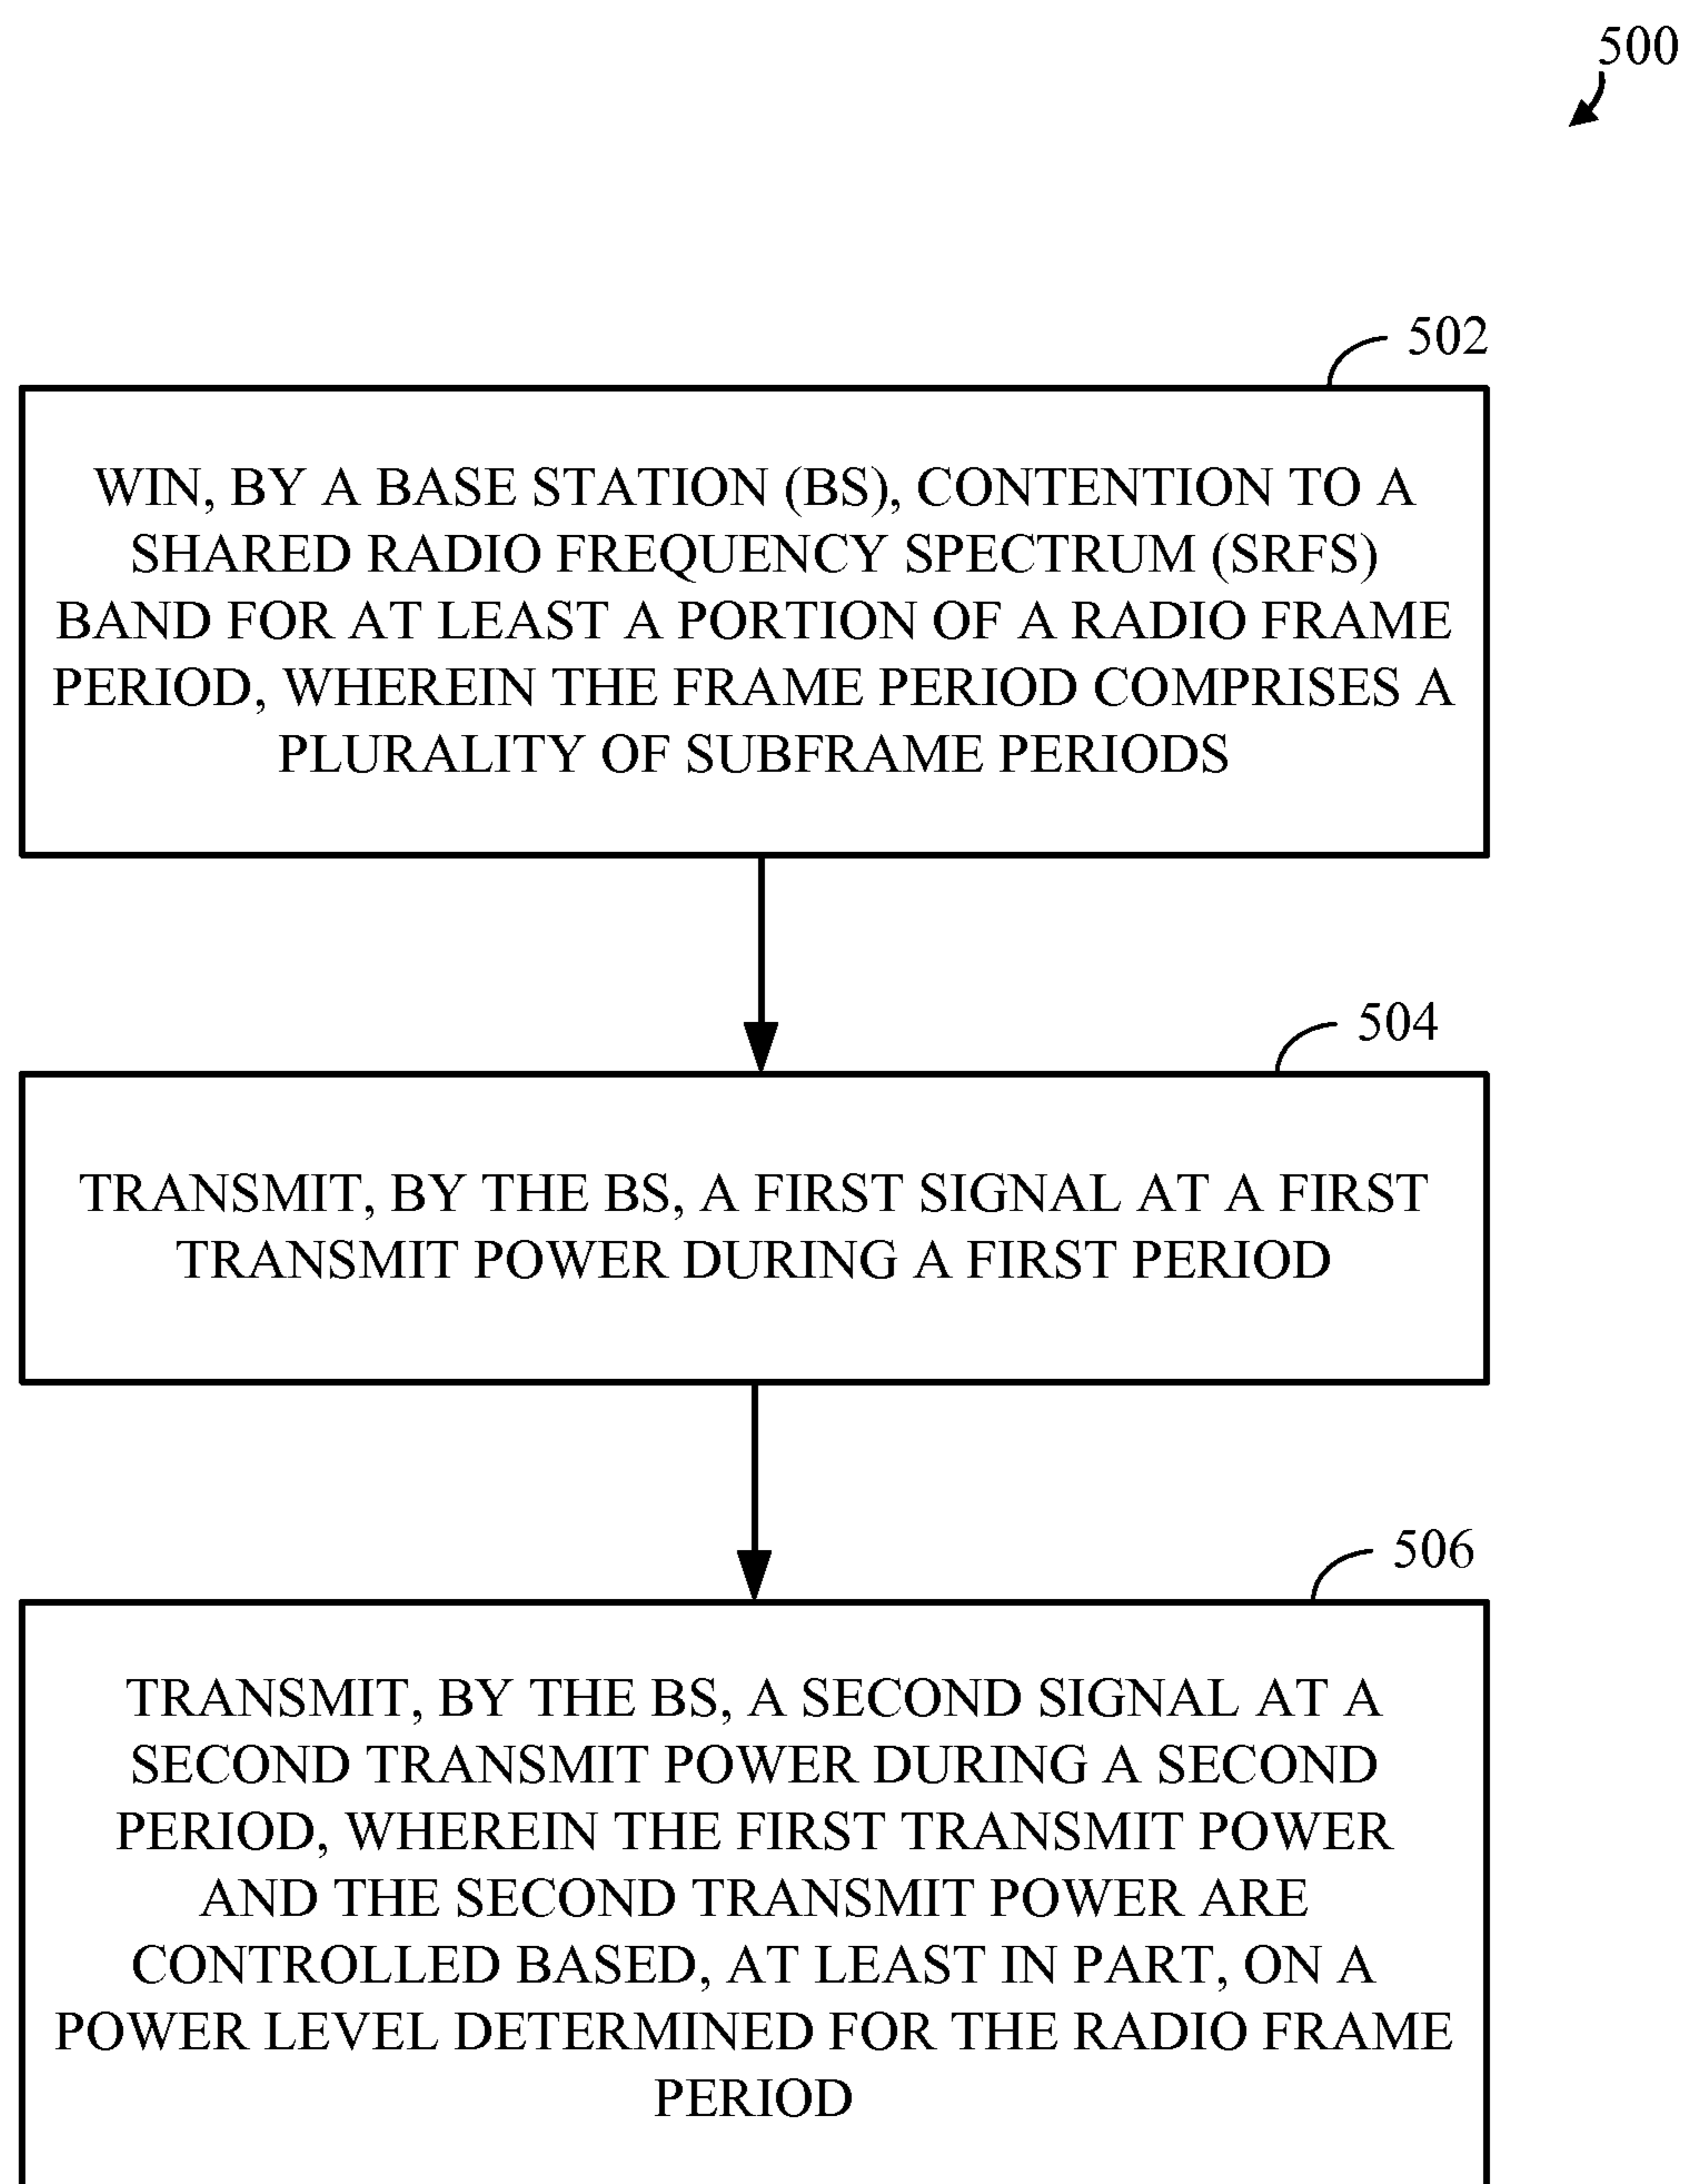 500
502
WIN, BY A BASE STATION (BS), CONTENTION TO A
SHARED RADIO FREQUENCY SPECTRUM (SRFS)
BAND FOR AT LEAST A PORTION OF A RADIO FRAME
PERIOD, WHEREIN THE FRAME PERIOD COMPRISES A
PLURALITY OF SUBFRAME PERIODS
504
TRANSMIT, BY THE BS, A FIRST SIGNAL AT A FIRST
TRANSMIT POWER DURING A FIRST PERIOD
506
TRANSMIT, BY THE BS, A SECOND SIGNAL AT A
SECOND TRANSMIT POWER DURING A SECOND
PERIOD, WHEREIN THE FIRST TRANSMIT POWER
AND THE SECOND TRANSMIT POWER ARE
CONTROLLED BASED, AT LEAST IN PART, ON A
POWER LEVEL DETERMINED FOR THE RADIO FRAME
PERIOD